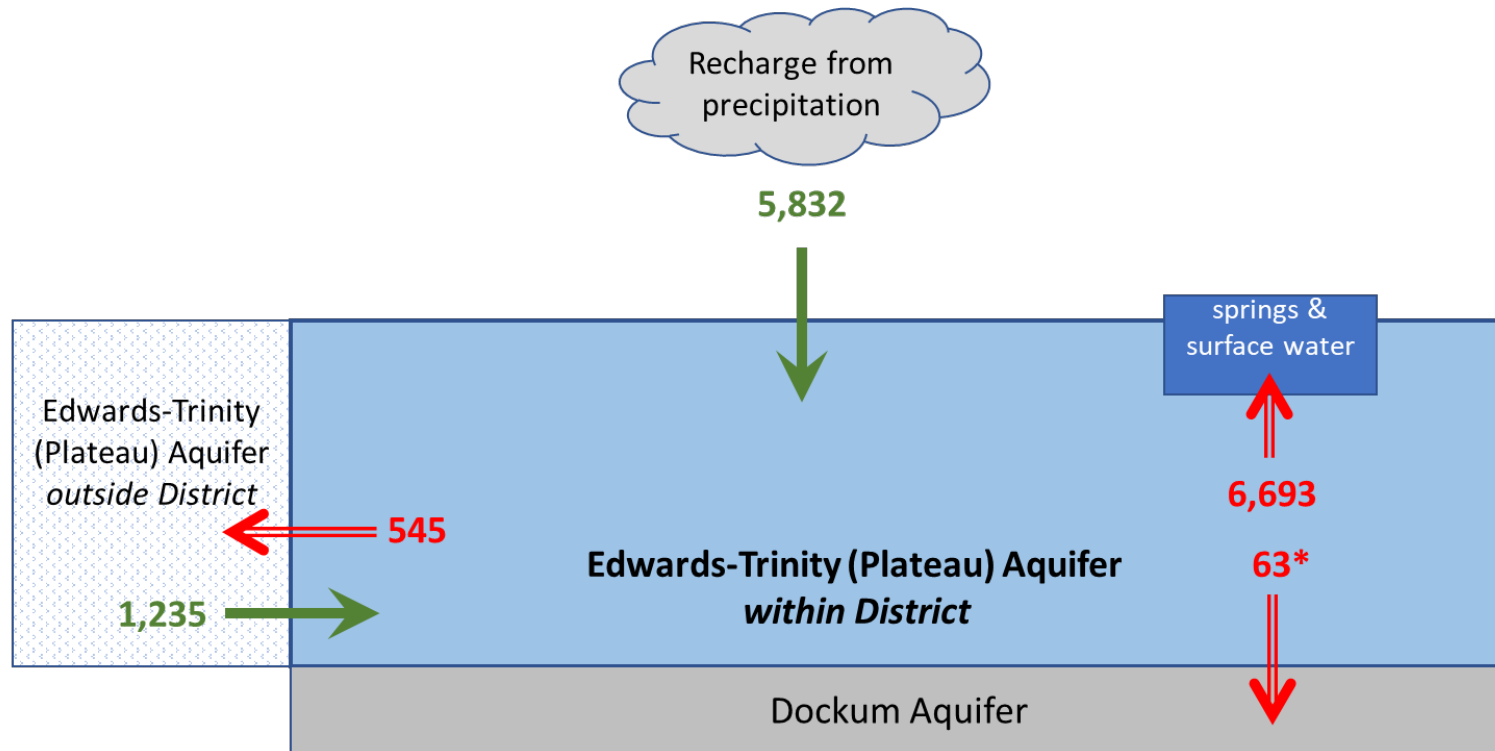 Recharge from
precipitation
5,832
springs &
surface water
Edwards-Trinity
(Plateau) Aquifer
outside District
545
6,693
Edwards-Trinity (Plateau) Aquifer
within District
63*
1,235
Dockum Aquifer